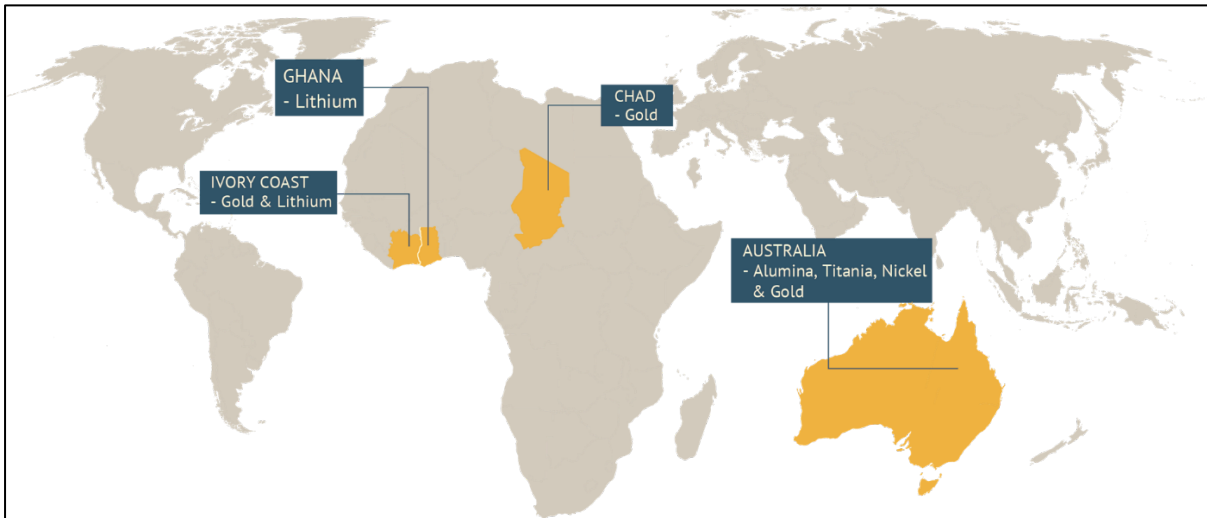 GHANA
- Lithium
CHAD
- Gold
IVORY COAST
- Gold & Lithium
AUSTRALIA
- Alumina, Titania, Nickel
& Gold